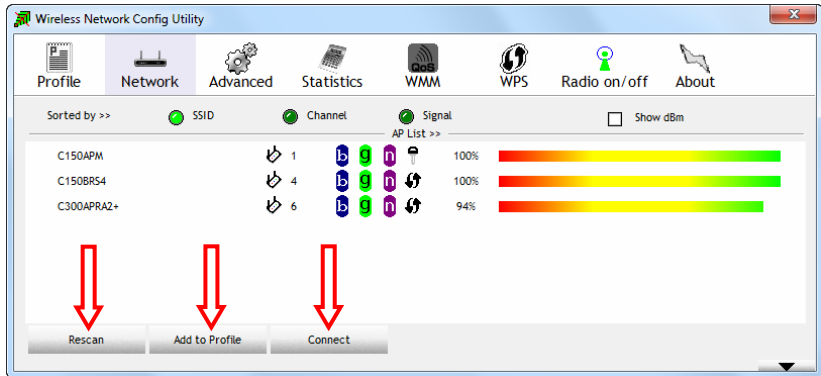 Wireless Network Config Utility
X
P
QoS
Profile Network Advanced Statistics WMM WPS Radio on/off About
Sorted by >> SSID Channel Signal Show dBm
AP List >>
C150APM 1 b g n 100%
C150BRS4 4 b g n 100%
C300APRA2+ 6 b g n 94%
Rescan Add to Profile Connect